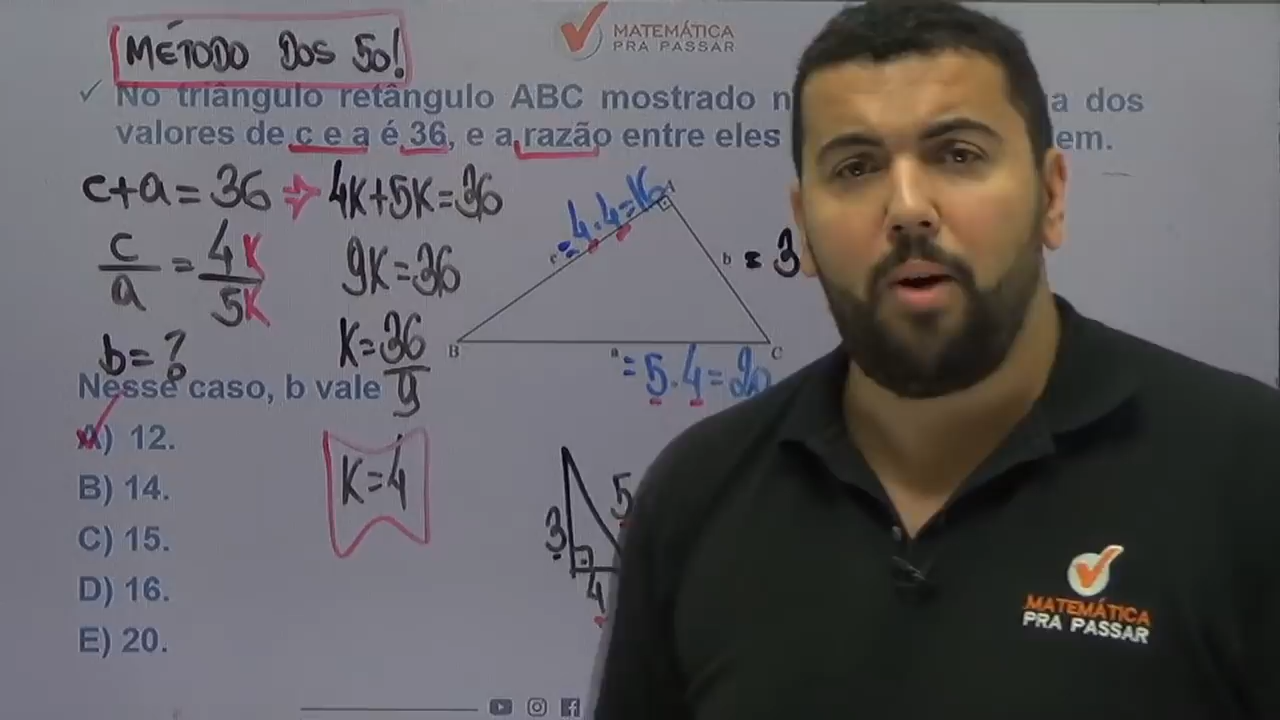 MÉTODO DOS 50!
MATEMÁTICA
PRA PASSAR
✓ No triângulo retângulo ABC mostrado
a dos
valores de c e a é 36, e a razão entre eles
em.
c+a=36 ⇒ 4K+5K=36
c/a = 4K/5K
9K=36
b=?
K=36/9
K=4
= 4.4=16
A
c
b = 3
B
a
C
= 5.4=20
Nesse caso, b vale
A) 12.
B) 14.
C) 15.
D) 16.
E) 20.
3
5
4
MATEMÁTICA
PRA PASSAR